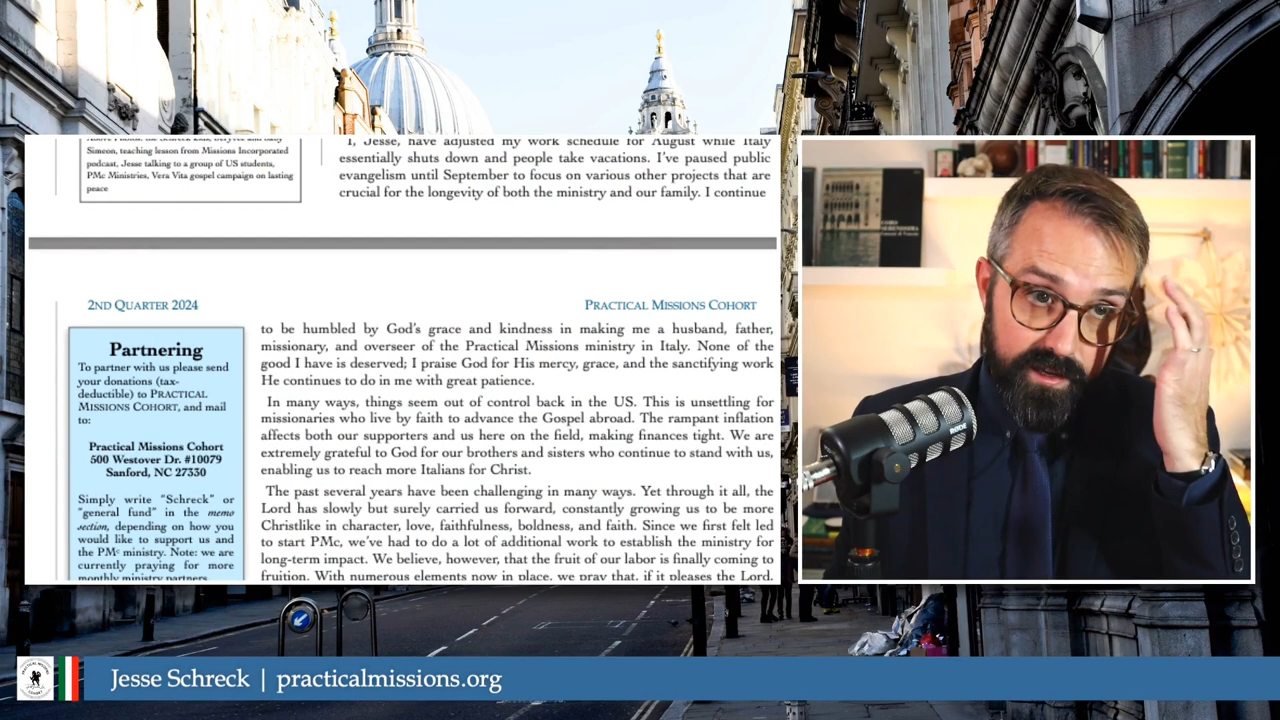 Above Photos: the Schreck kids, Beryree and baby
Simeon, teaching lesson from Missions Incorporated
podcast, Jesse talking to a group of US students,
PMc Ministries, Vera Vita gospel campaign on lasting
peace
I, Jesse, have adjusted my work schedule for August while Italy
essentially shuts down and people take vacations. I've paused public
evangelism until September to focus on various other projects that are
crucial for the longevity of both the ministry and our family. I continue
2ND QUARTER 2024
PRACTICAL MISSIONS COHORT
Partnering
To partner with us please send
your donations (tax-
deductible) to PRACTICAL
MISSIONS COHORT, and mail
to:
Practical Missions Cohort
500 Westover Dr. #10079
Sanford, NC 27330
Simply write "Schreck" or
"general fund" in the memo
section, depending on how you
would like to support us and
the PMc ministry. Note: we are
currently praying for more
monthly ministry partners
to be humbled by God's grace and kindness in making me a husband, father,
missionary, and overseer of the Practical Missions ministry in Italy. None of the
good I have is deserved; I praise God for His mercy, grace, and the sanctifying work
He continues to do in me with great patience.
In many ways, things seem out of control back in the US. This is unsettling for
missionaries who live by faith to advance the Gospel abroad. The rampant inflation
affects both our supporters and us here on the field, making finances tight. We are
extremely grateful to God for our brothers and sisters who continue to stand with us,
enabling us to reach more Italians for Christ.
The past several years have been challenging in many ways. Yet through it all, the
Lord has slowly but surely carried us forward, constantly growing us to be more
Christlike in character, love, faithfulness, boldness, and faith. Since we first felt led
to start PMc, we've had to do a lot of additional work to establish the ministry for
long-term impact. We believe, however, that the fruit of our labor is finally coming to
fruition. With numerous elements now in place, we pray that, if it pleases the Lord,
RODE
Jesse Schreck | practicalmissions.org